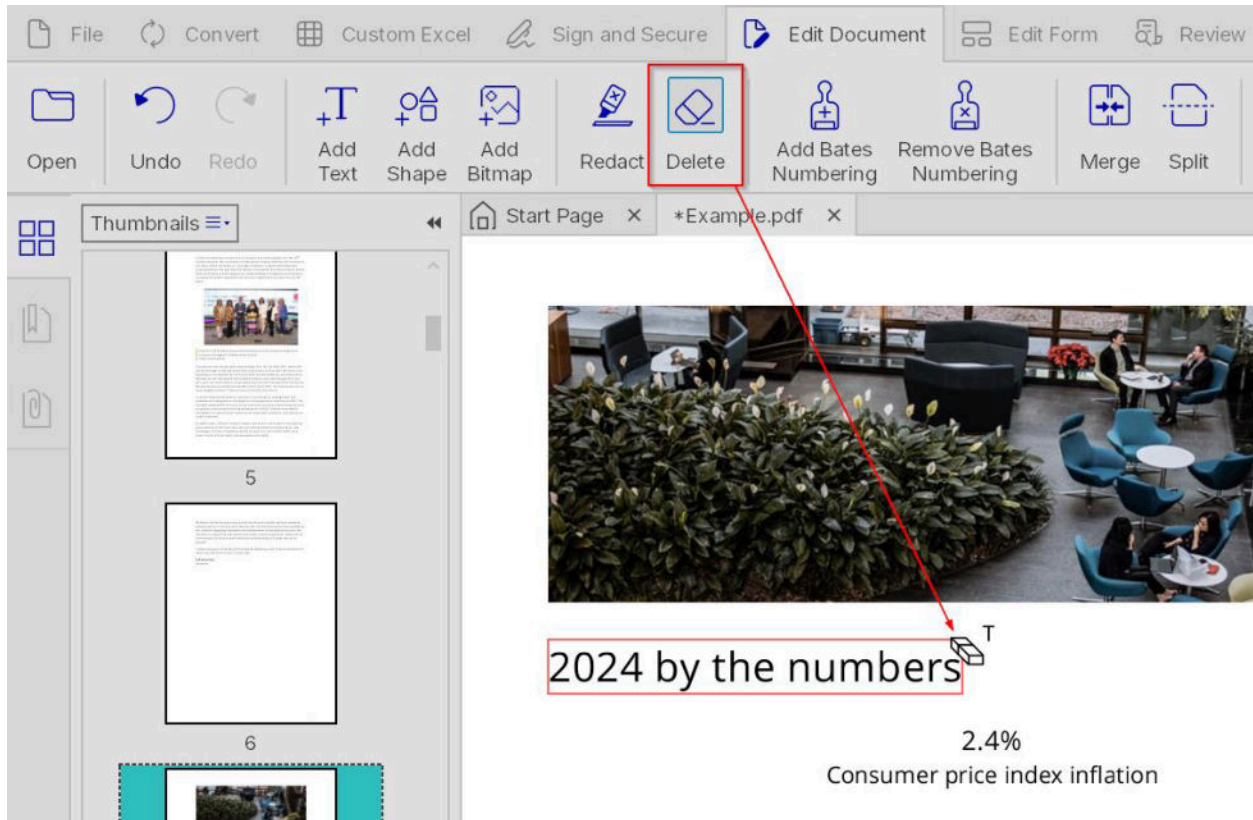 File Convert Custom Excel Sign and Secure Edit Document Edit Form Review
Open Undo Redo Add Text Add Shape Add Bitmap Redact Delete Add Bates Numbering Remove Bates Numbering Merge Split
Thumbnails
Start Page × *Example.pdf ×
5
6
2024 by the numbers
T
2.4%
Consumer price index inflation